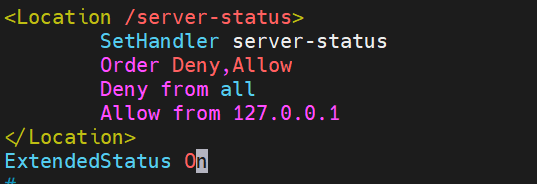 <Location /server-status>
        SetHandler server-status
        Order Deny,Allow
        Deny from all
        Allow from 127.0.0.1
</Location>
ExtendedStatus On
#